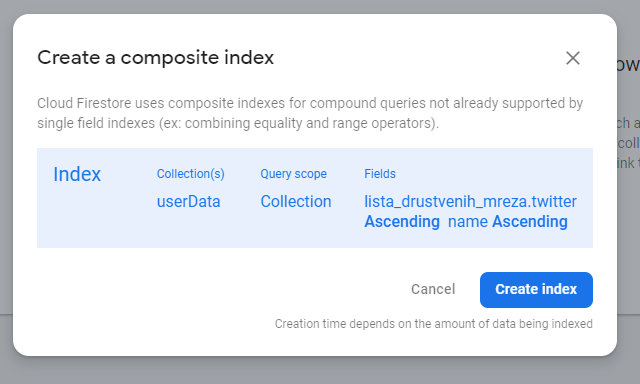 Create a composite index
Cloud Firestore uses composite indexes for compound queries not already supported by
single field indexes (ex: combining equality and range operators).
Index
Collection(s)
userData
Query scope
Collection
Fields
lista_drustvenih_mreza.twitter
Ascending name Ascending
Cancel
Create index
Creation time depends on the amount of data being indexed